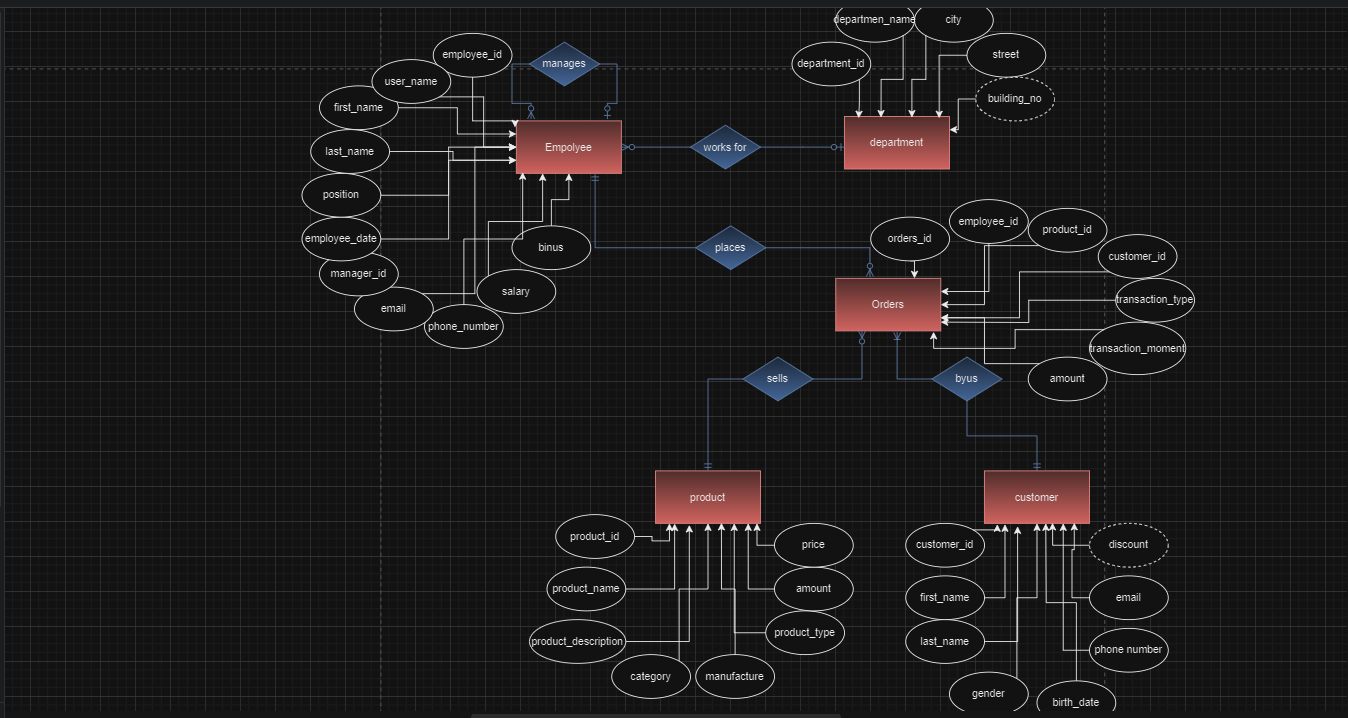 departmen_name
city
employee_id
manages
street
department_id
user_name
building_no
first_name
Empolyee
works for
department
last_name
position
employee_date
binus
places
orders_id
employee_id
product_id
customer_id
manager_id
email
salary
phone_number
Orders
transaction_type
transaction_moment
sells
byus
amount
product
customer
product_id
price
customer_id
discount
product_name
amount
first_name
email
product_description
product_type
last_name
phone number
category
manufacture
gender
birth_date